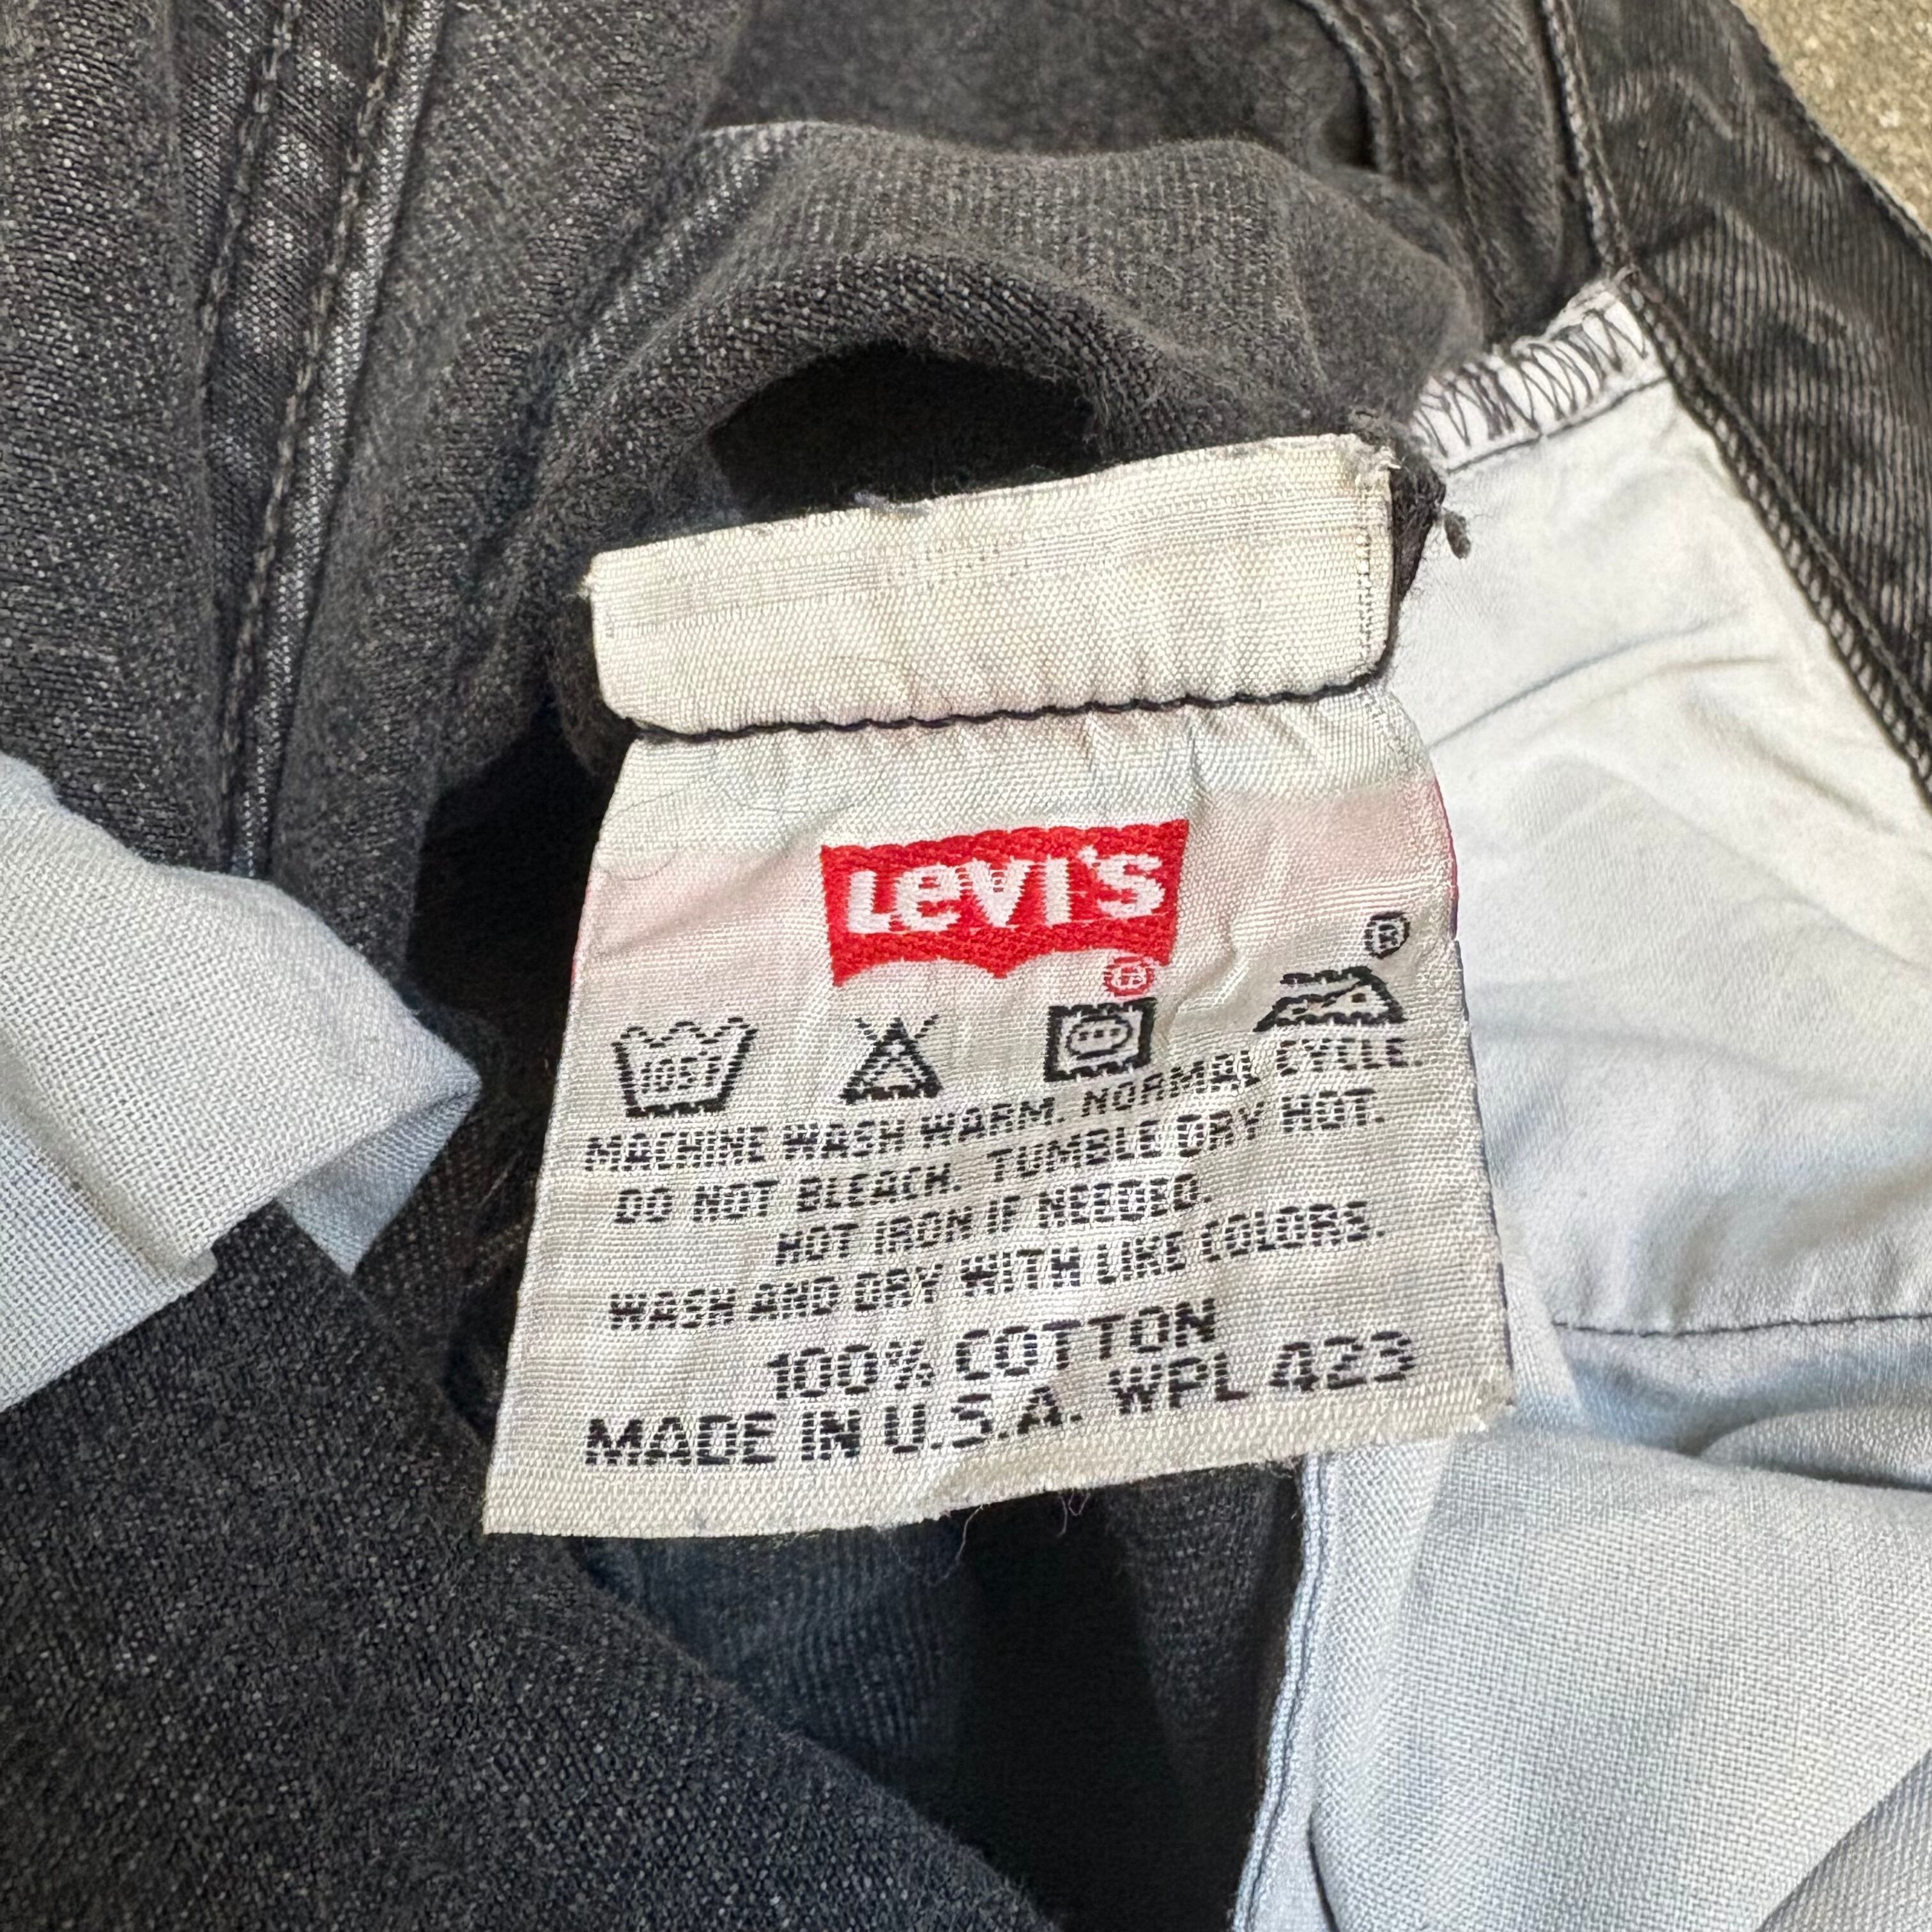 Levi's
®
®
105F
MACHINE WASH WARM. NORMAL CYCLE.
DO NOT BLEACH. TUMBLE DRY HOT.
HOT IRON IF NEEDED.
WASH AND DRY WITH LIKE COLORS.
100% COTTON
MADE IN U.S.A. WPL 423